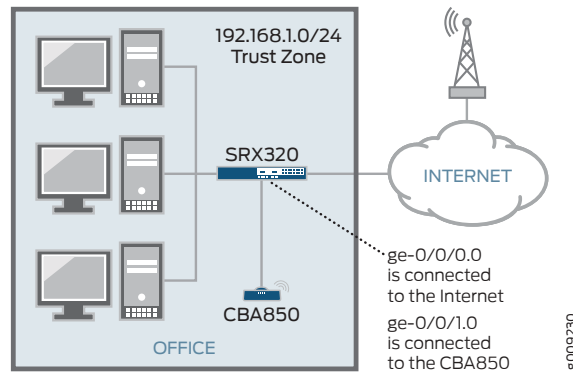 192.168.1.0/24
Trust Zone
SRX320
INTERNET
CBA850
OFFICE
ge-0/0/0.0
is connected
to the Internet
ge-0/0/1.0
is connected
to the CBA850
g009230